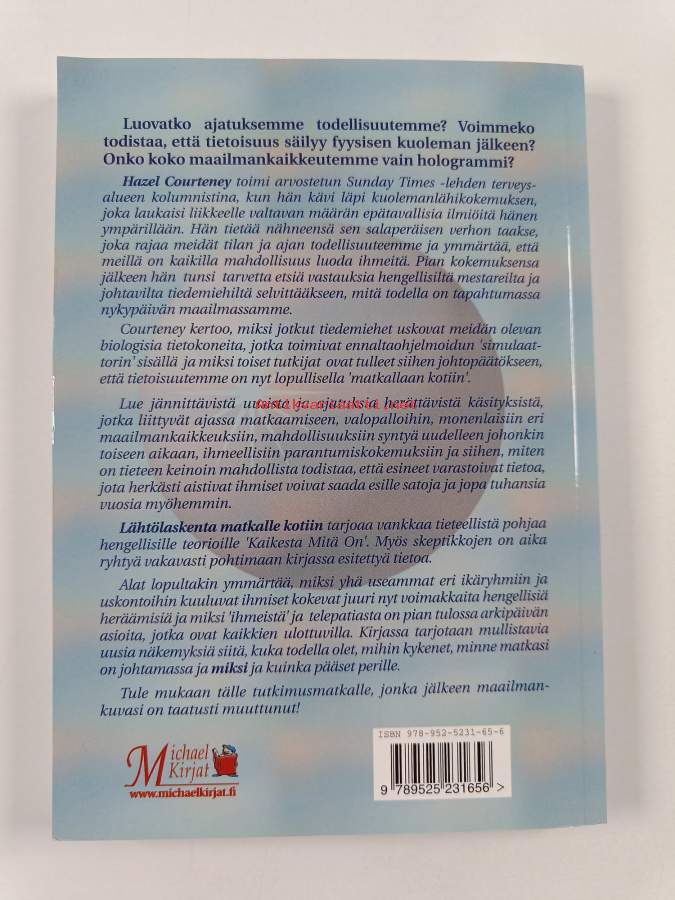 Luovatko ajatuksemme todellisuutemme? Voimmeko
todistaa, että tietoisuus säilyy fyysisen kuoleman jälkeen?
Onko koko maailmankaikkeutemme vain hologrammi?
Hazel Courteney toimi arvostetun Sunday Times -lehden terveys-
alueen kolumnistina, kun hän kävi läpi kuolemanlähikokemuksen,
joka laukaisi liikkeelle valtavan määrän epätavallisia ilmiöitä hänen
ympärillään. Hän tietää nähneensä sen salaperäisen verhon taakse,
joka rajaa meidät tilan ja ajan todellisuuteemme ja ymmärtää, että
meillä on kaikilla mahdollisuus luoda ihmeitä. Pian kokemuksensa
jälkeen hän tunsi tarvetta etsiä vastauksia hengellisiltä mestareilta ja
johtavilta tiedemiehiltä selvittääkseen, mitä todella on tapahtumassa
nykypäivän maailmassamme.
Courteney kertoo, miksi jotkut tiedemiehet uskovat meidän olevan
biologisia tietokoneita, jotka toimivat ennaltaohjelmoidun 'simulaat-
torin' sisällä ja miksi toiset tutkijat ovat tulleet siihen johtopäätökseen,
että tietoisuutemme on nyt lopullisella 'matkallaan kotiin'.
Lue jännittävistä uusista ja ajatuksia herättävistä käsityksistä,
jotka liittyvät ajassa matkaamiseen, valopalloihin, monenlaisiin eri
maailmankaikkeuksiin, mahdollisuuksiin syntyä uudelleen johonkin
toiseen aikaan, ihmeellisiin parantumiskokemuksiin ja siihen, miten
on tieteen keinoin mahdollista todistaa, että esineet varastoivat tietoa,
jota herkästi aistivat ihmiset voivat saada esille satoja ja jopa tuhansia
vuosia myöhemmin.
Lähtölaskenta matkalle kotiin tarjoaa vankkaa tieteellistä pohjaa
hengellisille teorioille 'Kaikesta Mitä On'. Myös skeptikkojen on aika
ryhtyä vakavasti pohtimaan kirjassa esitettyä tietoa.
Alat lopultakin ymmärtää, miksi yhä useammat eri ikäryhmiin ja
uskontoihin kuuluvat ihmiset kokevat juuri nyt voimakkaita hengellisiä
heräämisiä ja miksi 'ihmeistä' ja telepatiasta on pian tulossa arkipäivän
asioita, jotka ovat kaikkien ulottuvilla. Kirjassa tarjotaan mullistavia
uusia näkemyksiä siitä, kuka todella olet, mihin kykenet, minne matkasi
on johtamassa ja miksi ja kuinka pääset perille.
Tule mukaan tälle tutkimusmatkalle, jonka jälkeen maailman-
kuvasi on taatusti muuttunut!
ISBN 978-952-5231-65-6
Michael
Kirjat
www.michaelkirjat.fi
9 789525 231656 >